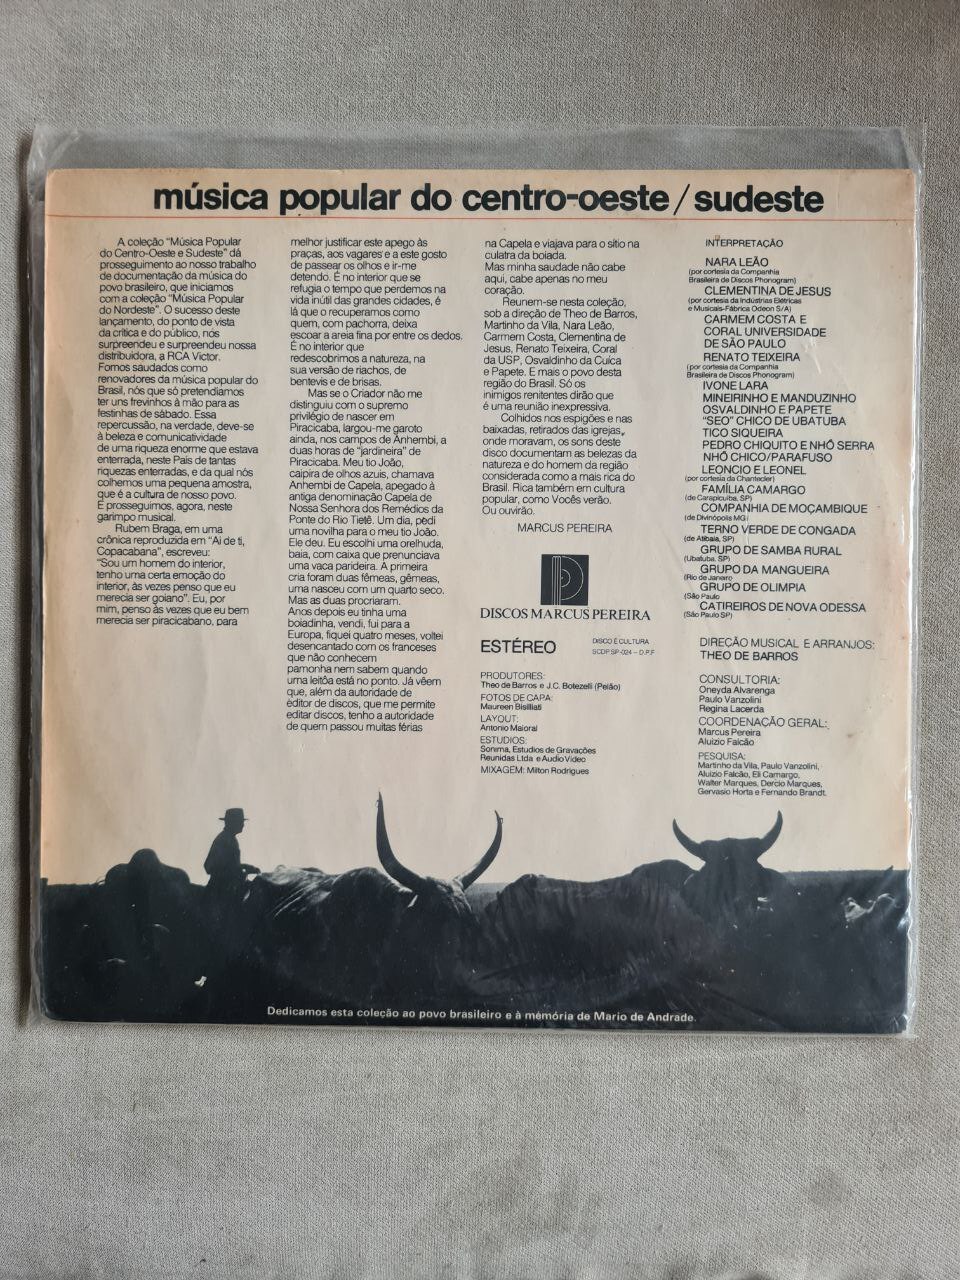 música popular do centro-oeste / sudeste
A coleção "Música Popular
do Centro-Oeste e Sudeste" dá
prosseguimento ao nosso trabalho
de documentação da música do
povo brasileiro, que iniciamos
com a coleção "Música Popular
do Nordeste". O sucesso deste
lançamento, do ponto de vista
da crítica e do público, nos
surpreendeu e surpreendeu nossa
distribuidora, a RCA Victor.
Fomos saudados como
renovadores da música popular do
Brasil, nós que só pretendíamos
ter uns frevinhos à mão para as
festinhas de sábado. Essa
repercussão, na verdade, deve-se
à beleza e comunicatividade
de uma riqueza enorme que estava
enterrada, neste País de tantas
riquezas enterradas, e da qual nós
colhemos uma pequena amostra,
que é a cultura de nosso povo.
E prosseguimos, agora, neste
garimpo musical.
Rubem Braga, em uma
crônica reproduzida em "Ai de ti,
Copacabana", escreveu:
"Sou um homem do interior,
tenho uma certa emoção do
interior, às vezes penso que eu
merecia ser goiano". Eu, por
mim, penso às vezes que eu bem
merecia ser piracicabano, para
melhor justificar este apego às
praças, aos vagares e a este gosto
de passear os olhos e ir-me
detendo. É no interior que se
refugia o tempo que perdemos na
vida inútil das grandes cidades, é
lá que o recuperamos como
quem, com pachorra, deixa
escoar a areia fina por entre os dedos.
É no interior que
redescobrimos a natureza, na
sua versão de riachos, de
bentevis e de brisas.
Mas se o Criador não me
distinguiu com o supremo
privilégio de nascer em
Piracicaba, largou-me garoto
ainda, nos campos de Anhembi, a
duas horas de "jardineira" de
Piracicaba. Meu tio João,
caipira de olhos azuis, chamava
Anhembi de Capela, apegado à
antiga denominação Capela de
Nossa Senhora dos Remédios da
Ponte do Rio Tietê. Um dia, pedi
uma novilha para o meu tio João.
Ele deu. Eu escolhi uma orelhuda,
baia, com caixa que prenunciava
uma vaca parideira. A primeira
cria foram duas fêmeas, gêmeas,
uma nasceu com um quarto seco.
Mas as duas procriaram.
Anos depois eu tinha uma
boiadinha, vendi, fui para a
Europa, fiquei quatro meses, voltei
desencantado com os franceses
que não conhecem
pamonha nem sabem quando
uma leitôa está no ponto. Já vêem
que, além da autoridade de
editor de discos, que me permite
editar discos, tenho a autoridade
de quem passou muitas férias
na Capela e viajava para o sítio na
culatra da boiada.
Mas minha saudade não cabe
aqui, cabe apenas no meu
coração.
Reunem-se nesta coleção,
sob a direção de Theo de Barros,
Martinho da Vila, Nara Leão,
Carmem Costa, Clementina de
Jesus, Renato Teixeira, Coral
da USP, Osvaldinho da Cuíca
e Papete. E mais o povo desta
região do Brasil. Só os
inimigos renitentes dirão que
é uma reunião inexpressiva.
Colhidos nos espigões e nas
baixadas, retirados das igrejas,
onde moravam, os sons deste
disco documentam as belezas da
natureza e do homem da região
considerada como a mais rica do
Brasil. Rica também em cultura
popular, como Vocês verão.
Ou ouvirão.
MARCUS PEREIRA
DISCOS MARCUS PEREIRA
ESTÉREO
DISCO É CULTURA
SCDP SP-024 – D.P.F
PRODUTORES:
Theo de Barros e J.C. Botezelli (Pelão)
FOTOS DE CAPA:
Maureen Bisilliati
LAYOUT:
Antonio Maioral
ESTÚDIOS:
Sonima, Estudios de Gravacões
Reunidas Ltda e Audio Vídeo
MIXAGEM: Milton Rodrigues
INTERPRETAÇÃO
NARA LEÃO
(por cortesia da Companhia
Brasileira de Discos Phonogram)
CLEMENTINA DE JESUS
(por cortesia da Indústrias Elétricas
e Musicais-Fábrica Odeon S/A)
CARMEM COSTA E
CORAL UNIVERSIDADE
DE SÃO PAULO
RENATO TEIXEIRA
(por cortesia da Companhia
Brasileira de Discos Phonogram)
IVONE LARA
MINEIRINHO E MANDUZINHO
OSVALDINHO E PAPETE
"SEO" CHICO DE UBATUBA
TICO SIQUEIRA
PEDRO CHIQUITO E NHÔ SERRA
NHÔ CHICO/PARAFUSO
LEONCIO E LEONEL
(por cortesia da Chantecler)
FAMÍLIA CAMARGO
(de Carapicuíba, SP)
COMPANHIA DE MOÇAMBIQUE
(de Divinópolis MG)
TERNO VERDE DE CONGADA
(de Atibaia, SP)
GRUPO DE SAMBA RURAL
(Ubatuba, SP)
GRUPO DA MANGUEIRA
(Rio de Janeiro)
GRUPO DE OLIMPIA
(São Paulo
CATIREIROS DE NOVA ODESSA
(São Paulo SP)
DIREÇÃO MUSICAL E ARRANJOS:
THEO DE BARROS
CONSULTORIA:
Oneyda Alvarenga
Paulo Vanzolini
Regina Lacerda
COORDENAÇÃO GERAL:
Marcus Pereira
Aluizio Falcão
PESQUISA:
Martinho da Vila, Paulo Vanzolini,
Aluizio Falcão, Eli Camargo,
Walter Marques, Dercio Marques,
Gervasio Horta e Fernando Brandt.
Dedicamos esta coleção ao povo brasileiro e à memória de Mario de Andrade.